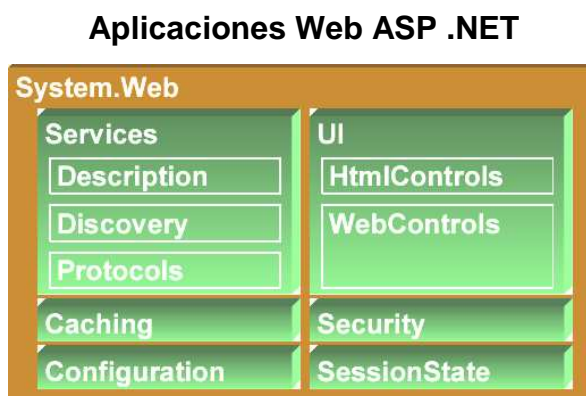 Aplicaciones Web ASP .NET
System.Web
Services
Description
Discovery
Protocols
UI
HtmlControls
WebControls
Caching
Security
Configuration
SessionState